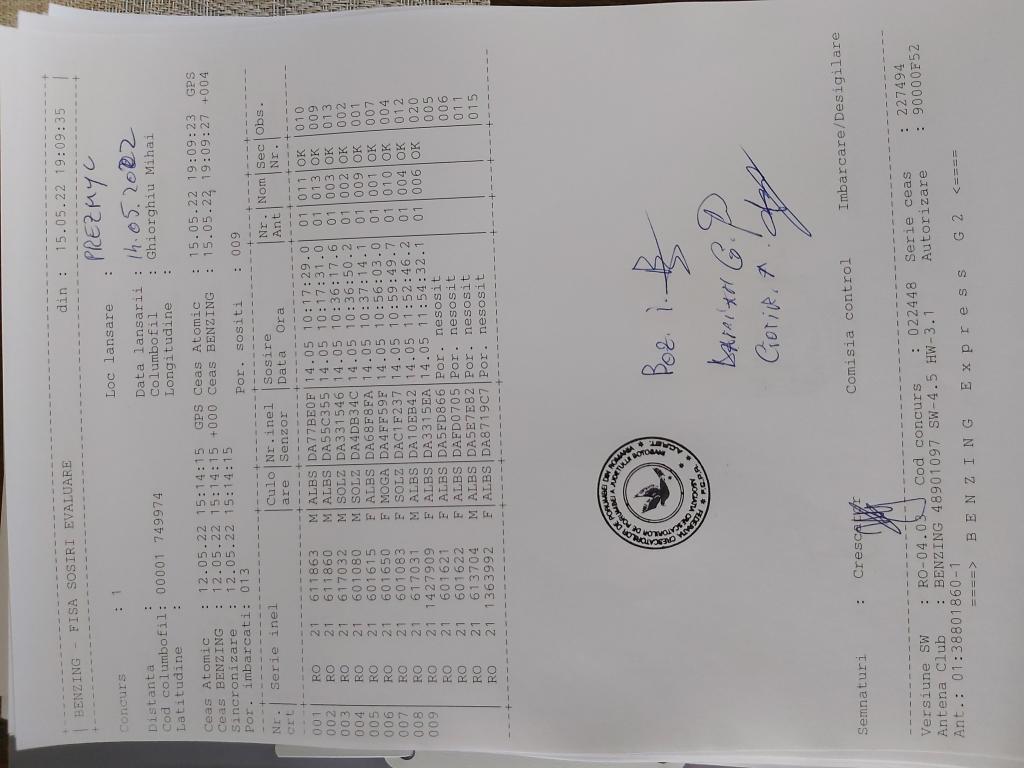 BENZING - FISA SOSIRI EVALUARE din : 15.05.22 19:09:35
Concurs : 1 Loc lansare : PREZMYC
Distanta : Data lansarii : 14.05.2022
Cod columbofil: 00001 749974 Columbofil : Ghiorghiu Mihai
Latitudine : Longitudine :
Ceas Atomic : 12.05.22 15:14:15 GPS Ceas Atomic : 15.05.22 19:09:23 GPS
Ceas BENZING : 12.05.22 15:14:15 +000 Ceas BENZING : 15.05.22 19:09:27 +004
Sincronizare : 12.05.22 15:14:15
Por. imbarcati: 013 Por. sositi : 009
Nr. Serie inel Culo Nr.inel Sosire Nr. Nom Sec Obs.
crt are Senzor Data Ora Ant Nr.
001 RO 21 611863 M ALBS DA77BE0F 14.05 10:17:29.0 01 011 OK 010
002 RO 21 611860 M ALBS DA55C355 14.05 10:17:31.0 01 013 OK 009
003 RO 21 617032 M SOLZ DA331546 14.05 10:36:17.6 01 003 OK 013
004 RO 21 601080 M SOLZ DA4DB34C 14.05 10:36:50.2 01 002 OK 002
005 RO 21 601615 F ALBS DA68F8FA 14.05 10:37:14.1 01 009 OK 001
006 RO 21 601650 F MOGA DA4FF59F 14.05 10:56:03.0 01 001 OK 007
007 RO 21 601083 F SOLZ DAC1F237 14.05 10:59:49.7 01 010 OK 004
008 RO 21 617031 M ALBS DA10EB42 14.05 11:52:46.2 01 004 OK 012
009 RO 21 1427909 F ALBS DA3315EA 14.05 11:54:32.1 01 006 OK 020
RO 21 601621 F ALBS DA5FD866 Por. nesosit 005
RO 21 601622 F ALBS DAFD0705 Por. nesosit 006
RO 21 613704 M ALBS DA5E7E82 Por. nesosit 011
RO 21 1363992 F ALBS DA8719C7 Por. nesosit 015
FEDERATIA CRESCATORILOR DE PORUMBEI DIN ROMANIA
Semnaturi : Crescator Comisia control Imbarcare/Desigilare
Versiune SW : RO-04.03 Cod concurs : 022448 Serie ceas : 227494
Antena Club : BENZING 48901097 SW-4.5 HW-3.1 Autorizare : 90000F52
Ant.: 01:38801860-1
====> B E N Z I N G E x p r e s s G 2 <====